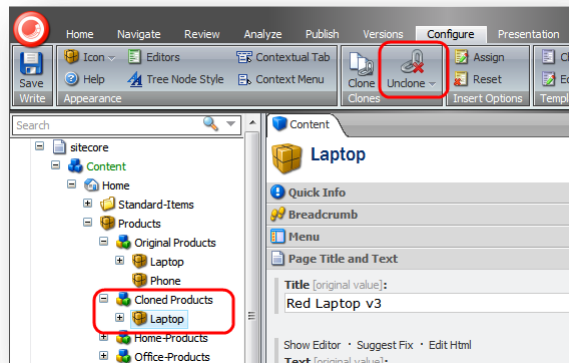 Home Navigate Review Analyze Publish Versions Configure Presentation
Save
Write
Icon
Editors
Contextual Tab
Help
Tree Node Style
Context Menu
Appearance
Clone
Unclone
Clones
Assign
Reset
Insert Options
Search
sitecore
Content
Home
Standard-Items
Products
Original Products
Laptop
Phone
Cloned Products
Laptop
Home-Products
Office-Products
Content
Laptop
Quick Info
Breadcrumb
Menu
Page Title and Text
Title [original value]:
Red Laptop v3
Show Editor · Suggest Fix · Edit Html
Text [original value]: